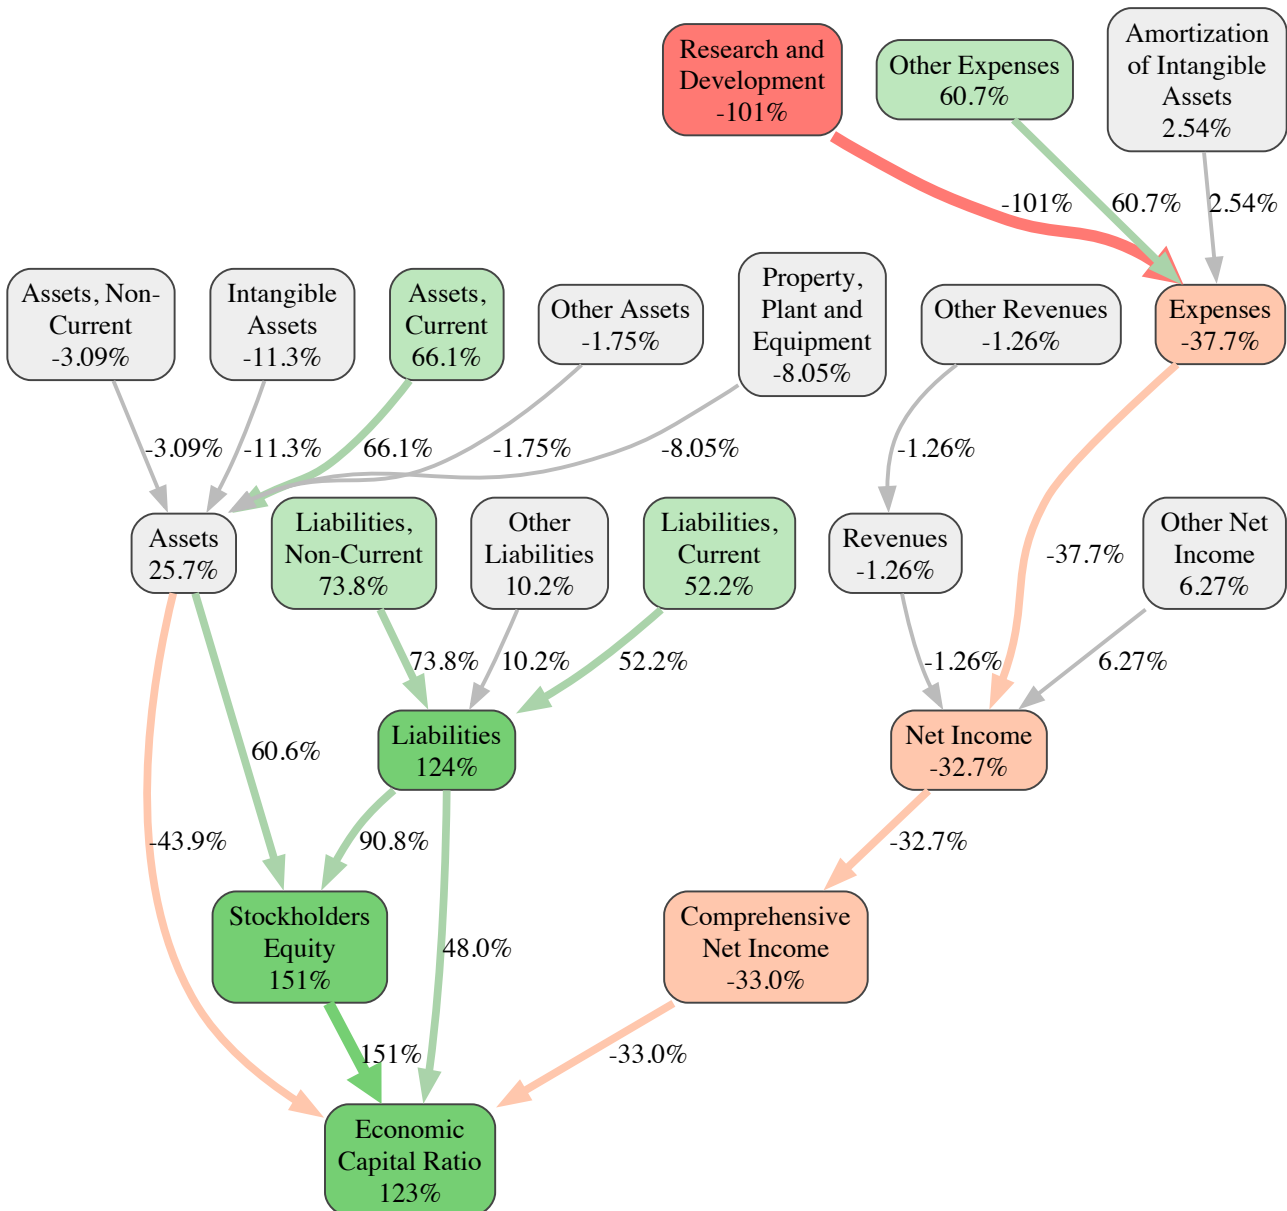 Research and
Development
-101%
Other Expenses
60.7%
Amortization
of Intangible
Assets
2.54%
-101%
60.7%
2.54%
Assets, Non-
Current
-3.09%
Intangible
Assets
-11.3%
Assets,
Current
66.1%
Other Assets
-1.75%
Property,
Plant and
Equipment
-8.05%
Other Revenues
-1.26%
Expenses
-37.7%
-3.09%
-11.3%
66.1%
-1.75%
-8.05%
-1.26%
Assets
25.7%
Liabilities,
Non-Current
73.8%
Other
Liabilities
10.2%
Liabilities,
Current
52.2%
Revenues
-1.26%
-37.7%
Other Net
Income
6.27%
73.8%
10.2%
52.2%
-1.26%
6.27%
60.6%
Liabilities
124%
Net Income
-32.7%
-43.9%
90.8%
-32.7%
Stockholders
Equity
151%
48.0%
Comprehensive
Net Income
-33.0%
151%
-33.0%
Economic
Capital Ratio
123%